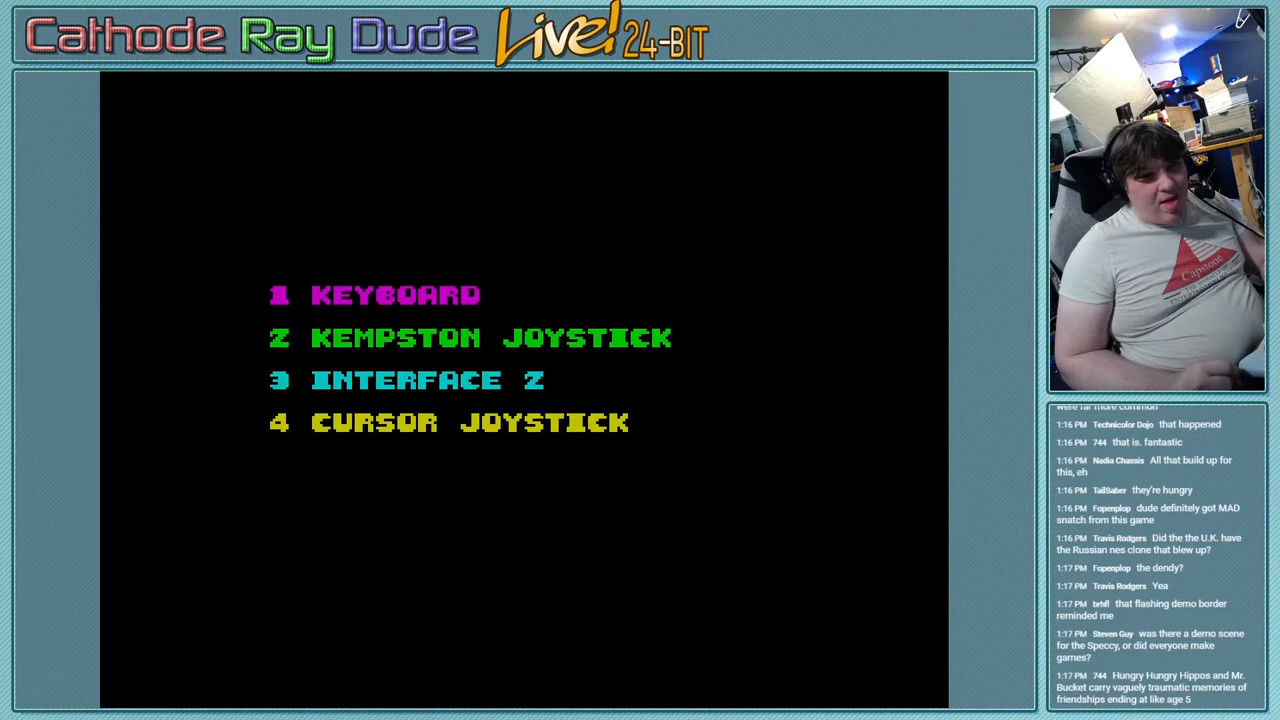 Cathode Ray Dude Live! 24-BIT
1 KEYBOARD
2 KEMPSTON JOYSTICK
3 INTERFACE 2
4 CURSOR JOYSTICK
Capstone
were far more common
1:16 PM Technicolor Dojo that happened
1:16 PM 744 that is. fantastic
1:16 PM Nadia Chassis All that build up for
this, eh
1:16 PM TailSaber they're hungry
1:16 PM Fopenplop dude definitely got MAD
snatch from this game
1:16 PM Travis Rodgers Did the the U.K. have
the Russian nes clone that blew up?
1:17 PM Fopenplop the dendy?
1:17 PM Travis Rodgers Yea
1:17 PM brhfl that flashing demo border
reminded me
1:17 PM Steven Guy was there a demo scene
for the Speccy, or did everyone make
games?
1:17 PM 744 Hungry Hungry Hippos and Mr.
Bucket carry vaguely traumatic memories of
friendships ending at like age 5